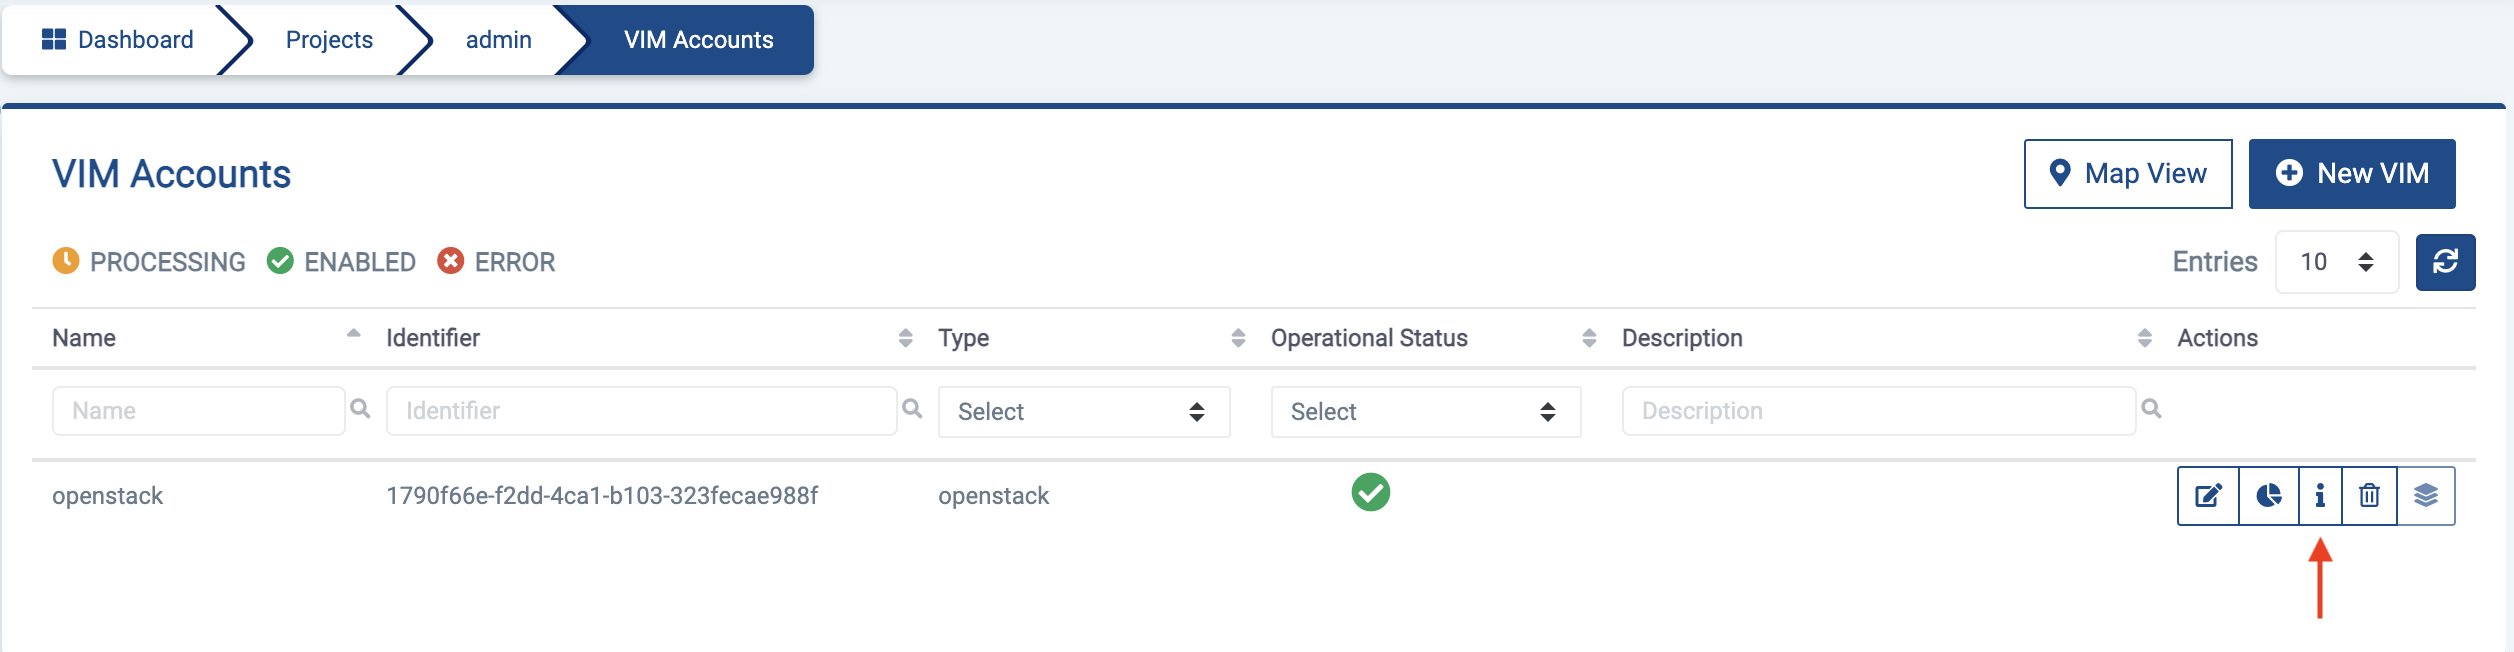 Dashboard Projects admin VIM Accounts
VIM Accounts Map View New VIM
PROCESSING ENABLED ERROR Entries 10
Name Identifier Type Operational Status Description Actions
Name Identifier Select Select Description
openstack 1790f66e-f2dd-4ca1-b103-323fecae988f openstack